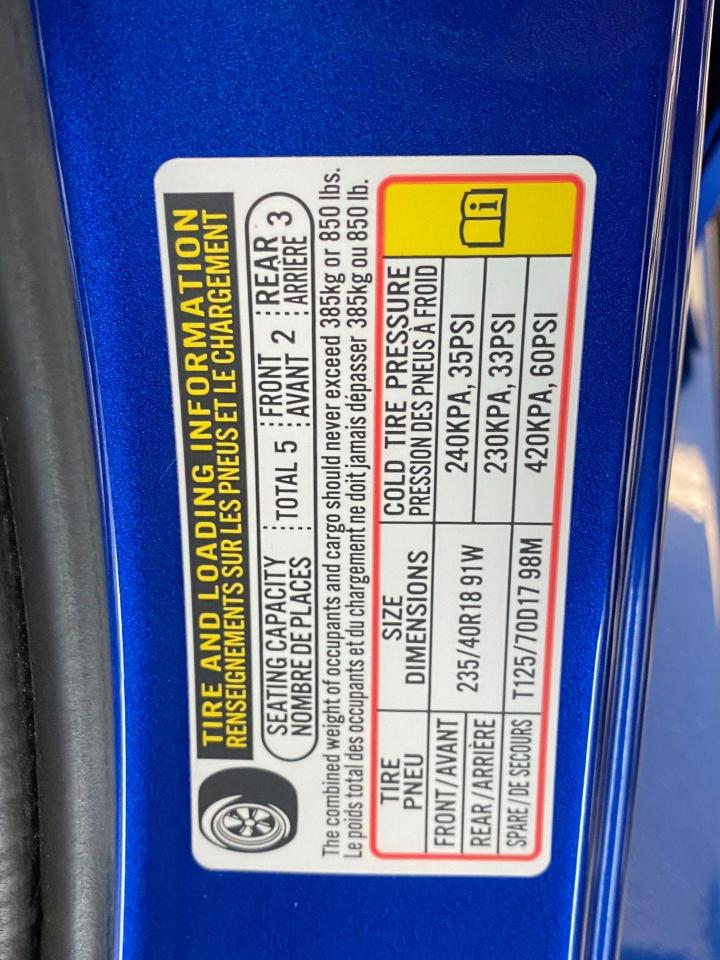 TIRE AND LOADING INFORMATION
RENSEIGNEMENTS SUR LES PNEUS ET LE CHARGEMENT
SEATING CAPACITY TOTAL 5 FRONT 2 REAR 3
NOMBRE DE PLACES AVANT ARRIÈRE
The combined weight of occupants and cargo should never exceed 385kg or 850 lbs.
Le poids total des occupants et du chargement ne doit jamais dépasser 385kg ou 850 lb.
TIRE SIZE COLD TIRE PRESSURE
PNEU DIMENSIONS PRESSION DES PNEUS À FROID
FRONT/AVANT 235/40R18 91W 240KPA, 35PSI
REAR/ARRIÈRE 230KPA, 33PSI
SPARE/DE SECOURS T125/70D17 98M 420KPA, 60PSI